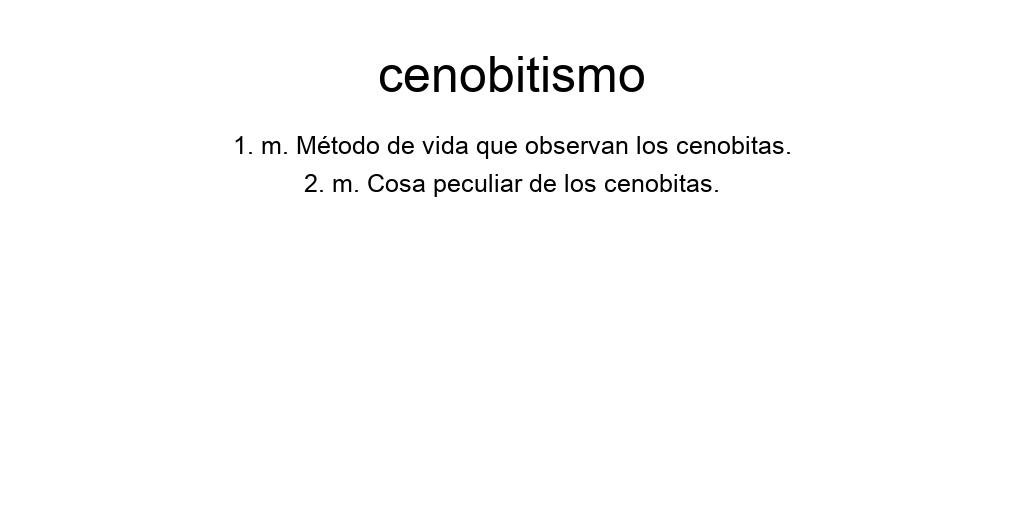 cenobitismo
1. m. Método de vida que observan los cenobitas.
2. m. Cosa peculiar de los cenobitas.